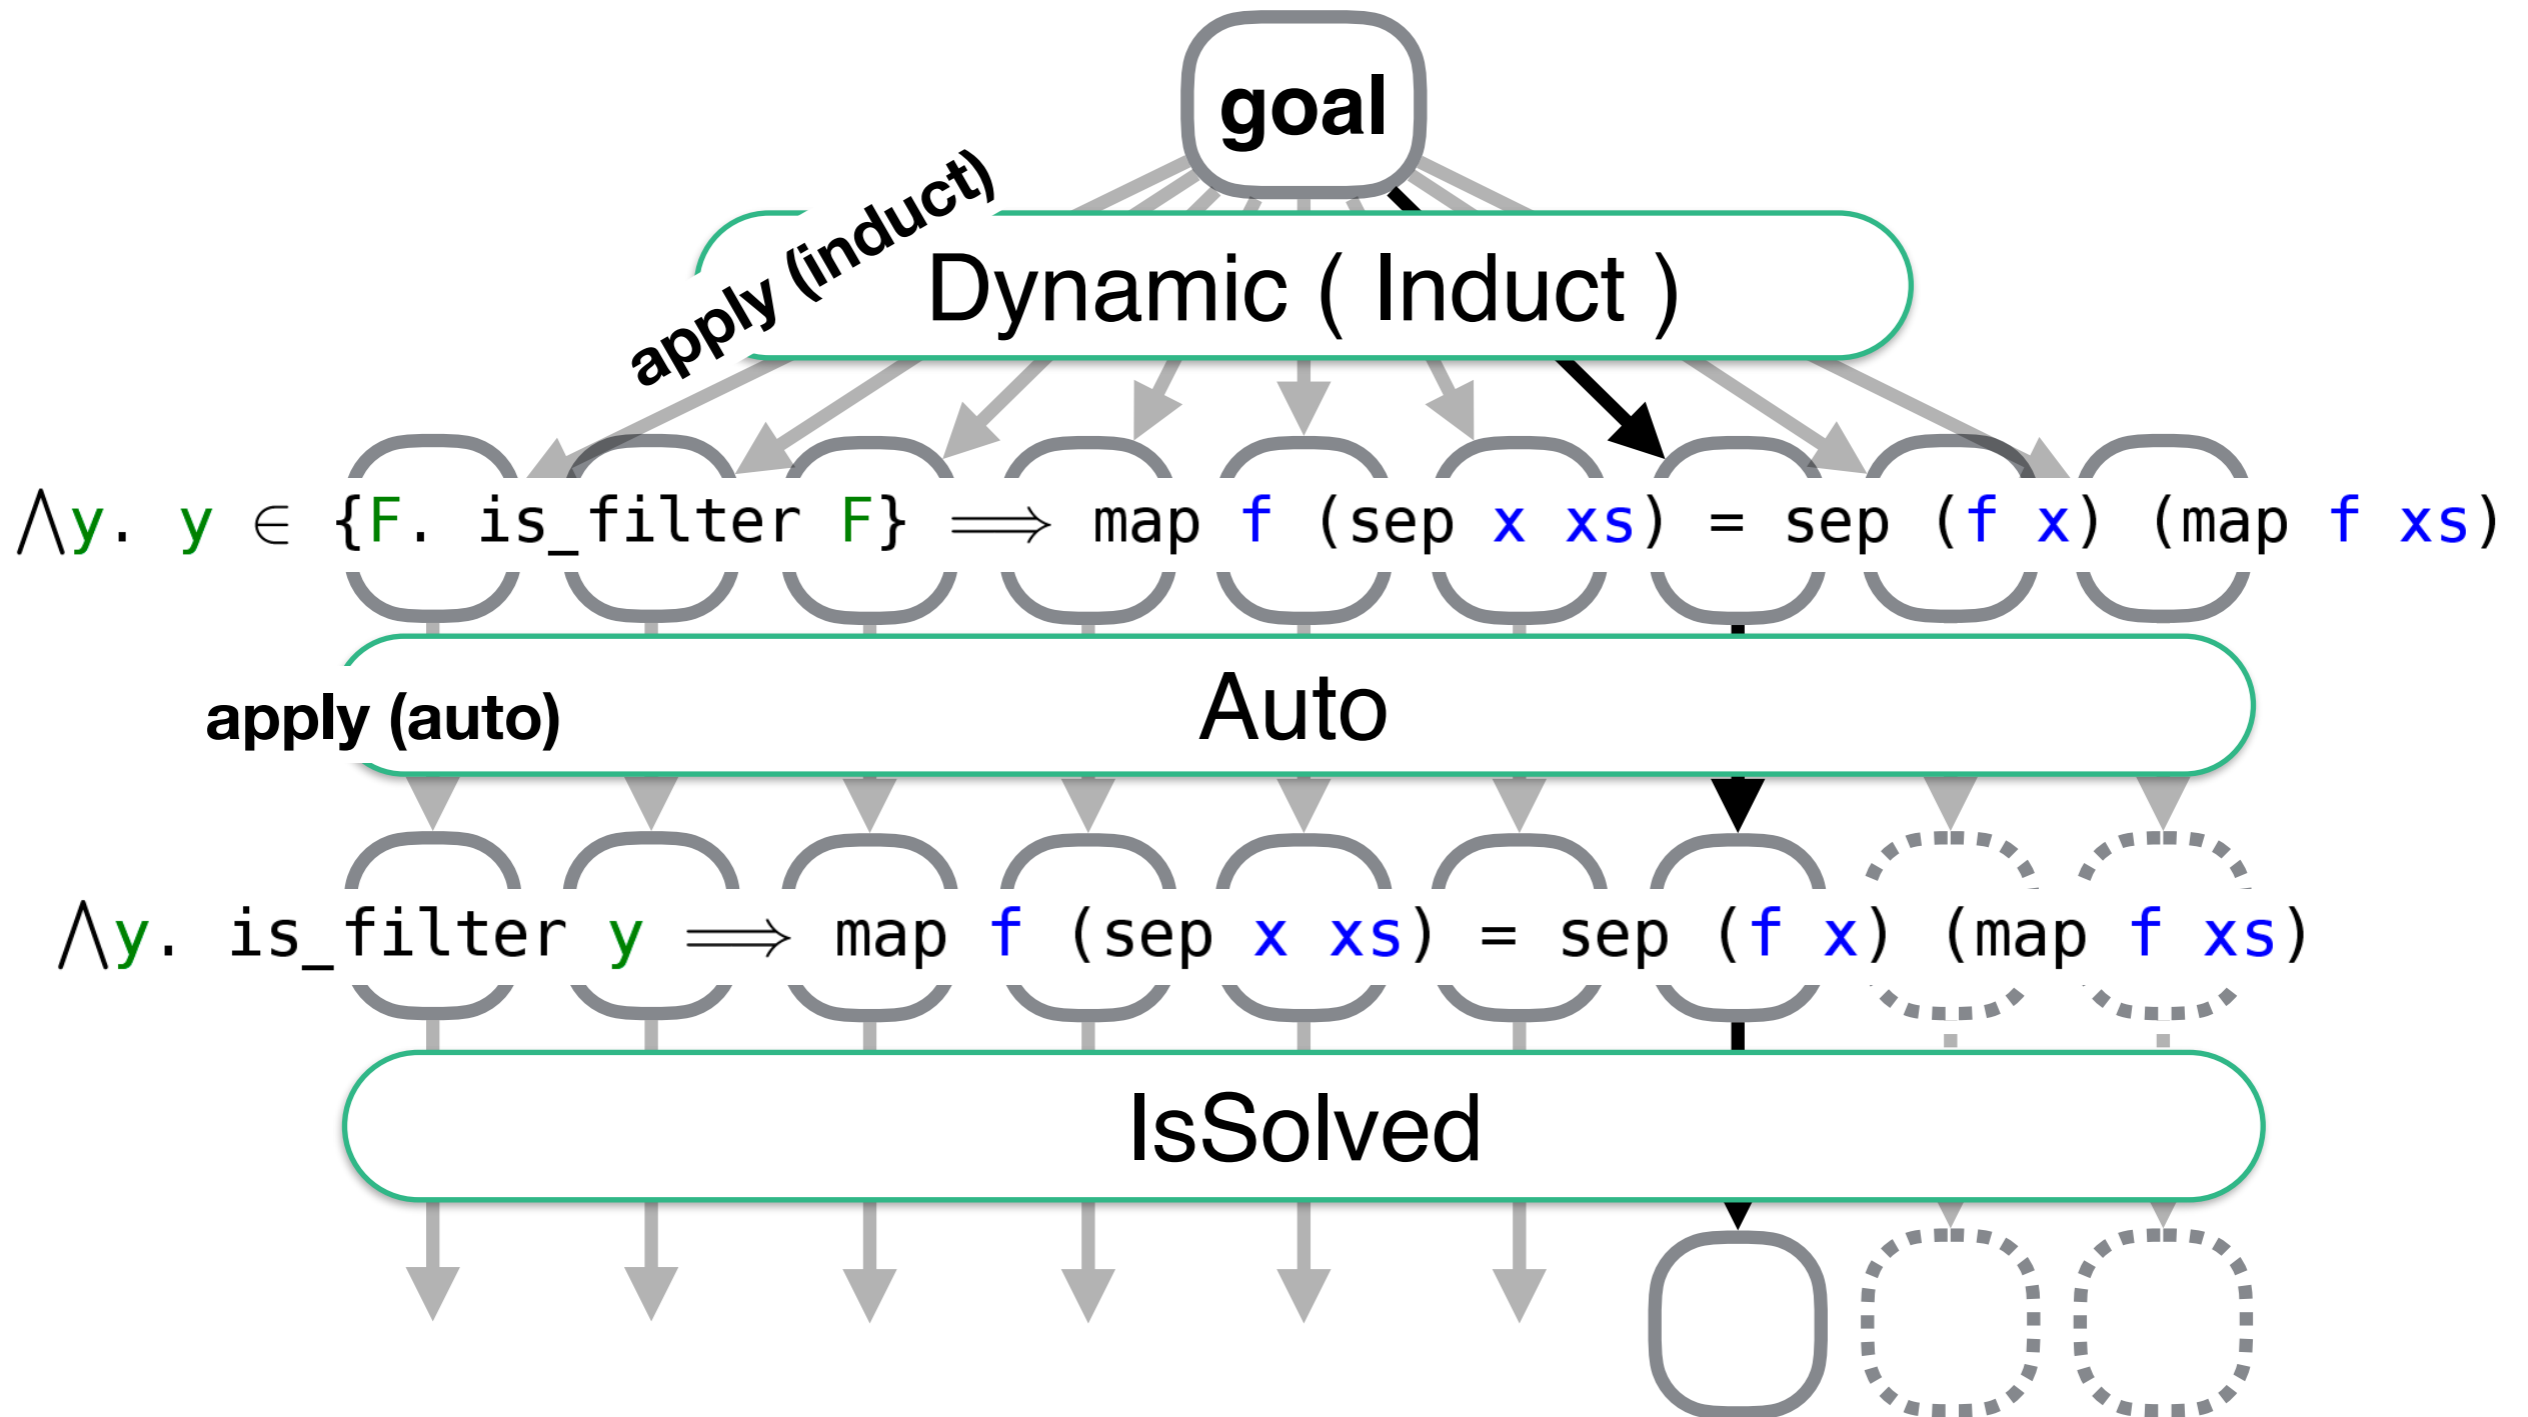 goal
apply (induct)
Dynamic ( Induct )
⋀y. y ∈ {F. is_filter F} ⟹ map f (sep x xs) = sep (f x) (map f xs)
Auto
apply (auto)
⋀y. is_filter y ⟹ map f (sep x xs) = sep (f x) (map f xs)
IsSolved